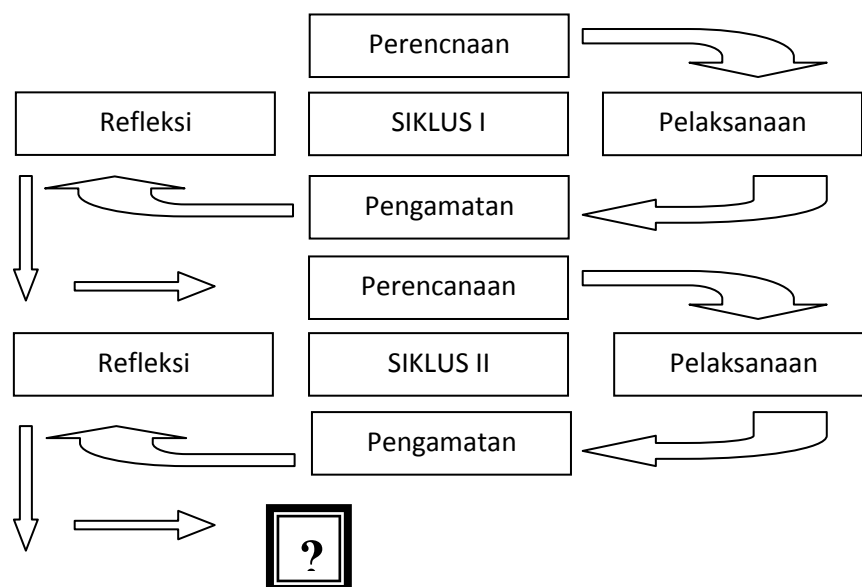 Perencnaan
Refleksi
SIKLUS I
Pelaksanaan
Pengamatan
Perencanaan
Refleksi
SIKLUS II
Pelaksanaan
Pengamatan
?